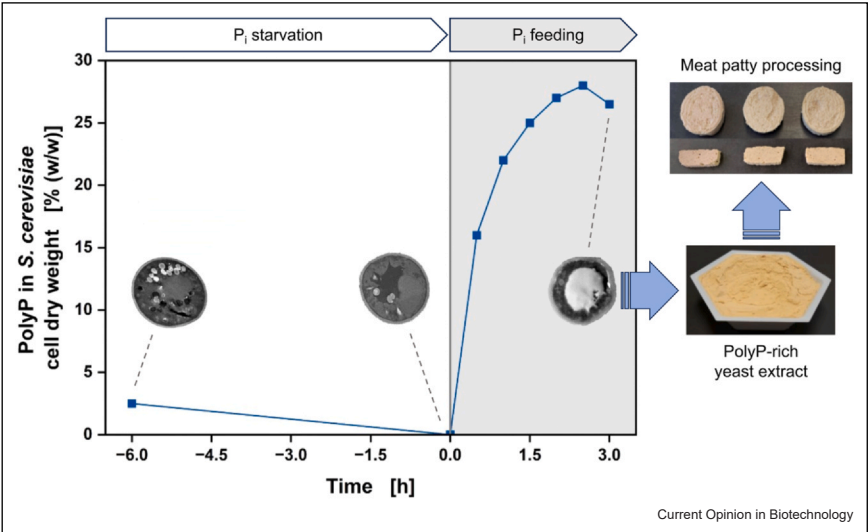 Pi starvation
Pi feeding
30
25
20
15
10
5
0
PolyP in S. cerevisiae
cell dry weight [% (w/w)]
−6.0 −4.5 −3.0 −1.5 0.0 1.5 3.0
Time [h]
Meat patty processing
PolyP-rich
yeast extract
Current Opinion in Biotechnology